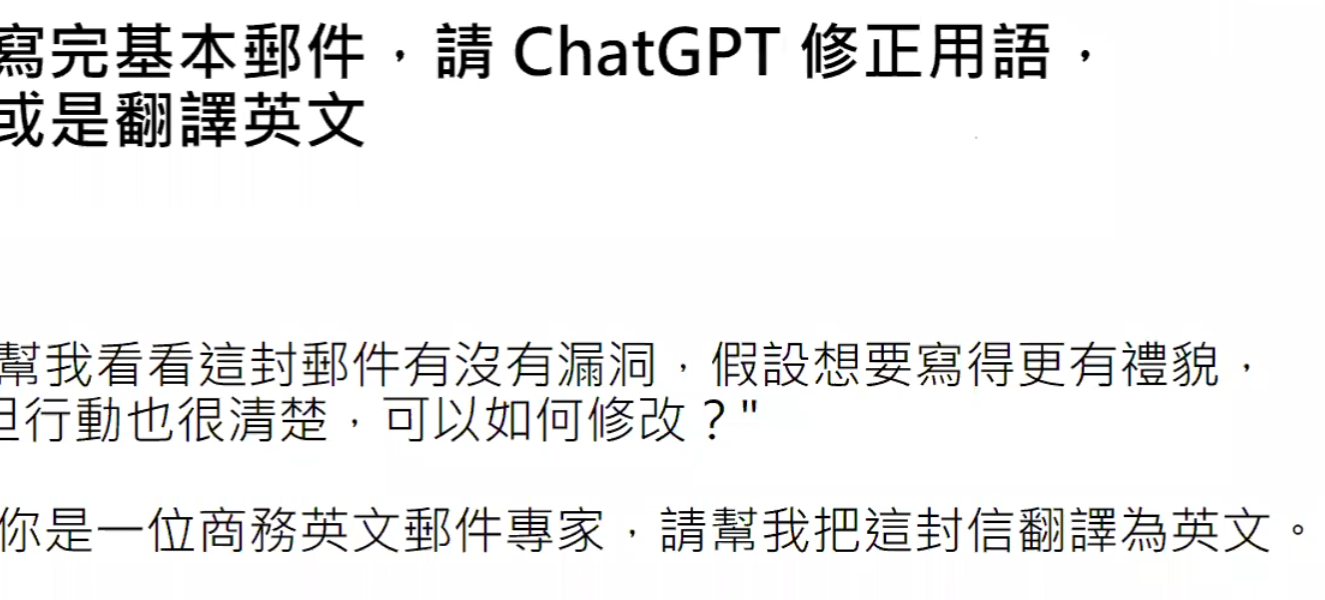 寫完基本郵件，請 ChatGPT 修正用語，
或是翻譯英文
幫我看看這封郵件有沒有漏洞，假設想要寫得更有禮貌，
但行動也很清楚，可以如何修改？"
你是一位商務英文郵件專家，請幫我把這封信翻譯為英文。